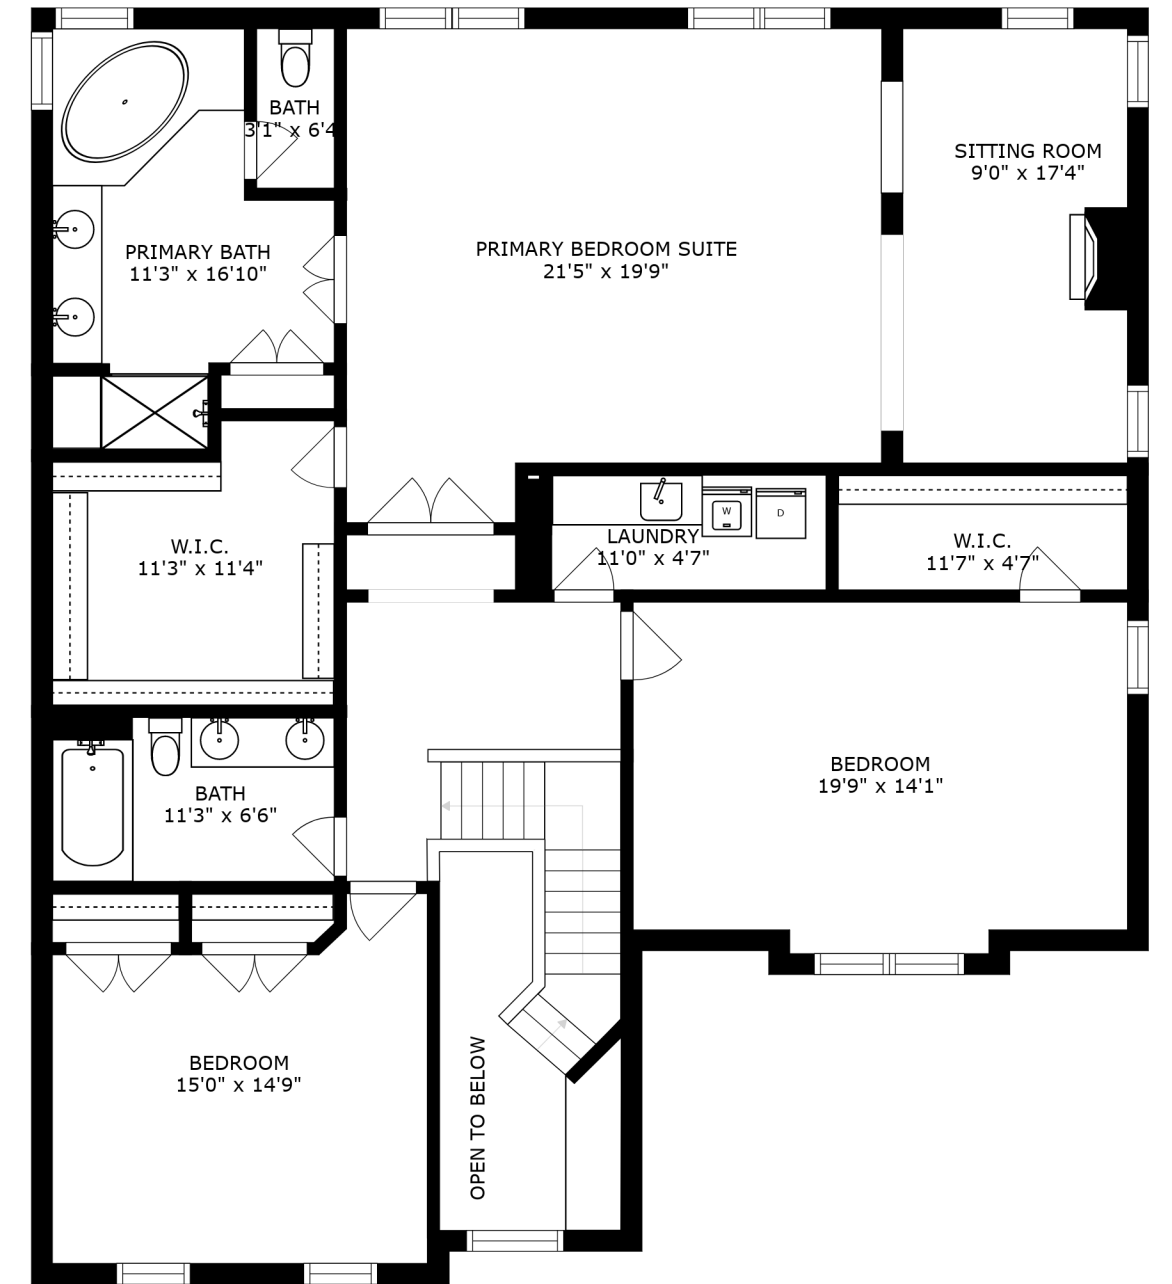 BATH
3'1" x 6'4
SITTING ROOM
9'0" x 17'4"
PRIMARY BATH
11'3" x 16'10"
PRIMARY BEDROOM SUITE
21'5" x 19'9"
W
D
LAUNDRY
11'0" x 4'7"
W.I.C.
11'7" x 4'7"
W.I.C.
11'3" x 11'4"
BEDROOM
19'9" x 14'1"
BATH
11'3" x 6'6"
BEDROOM
15'0" x 14'9"
OPEN TO BELOW